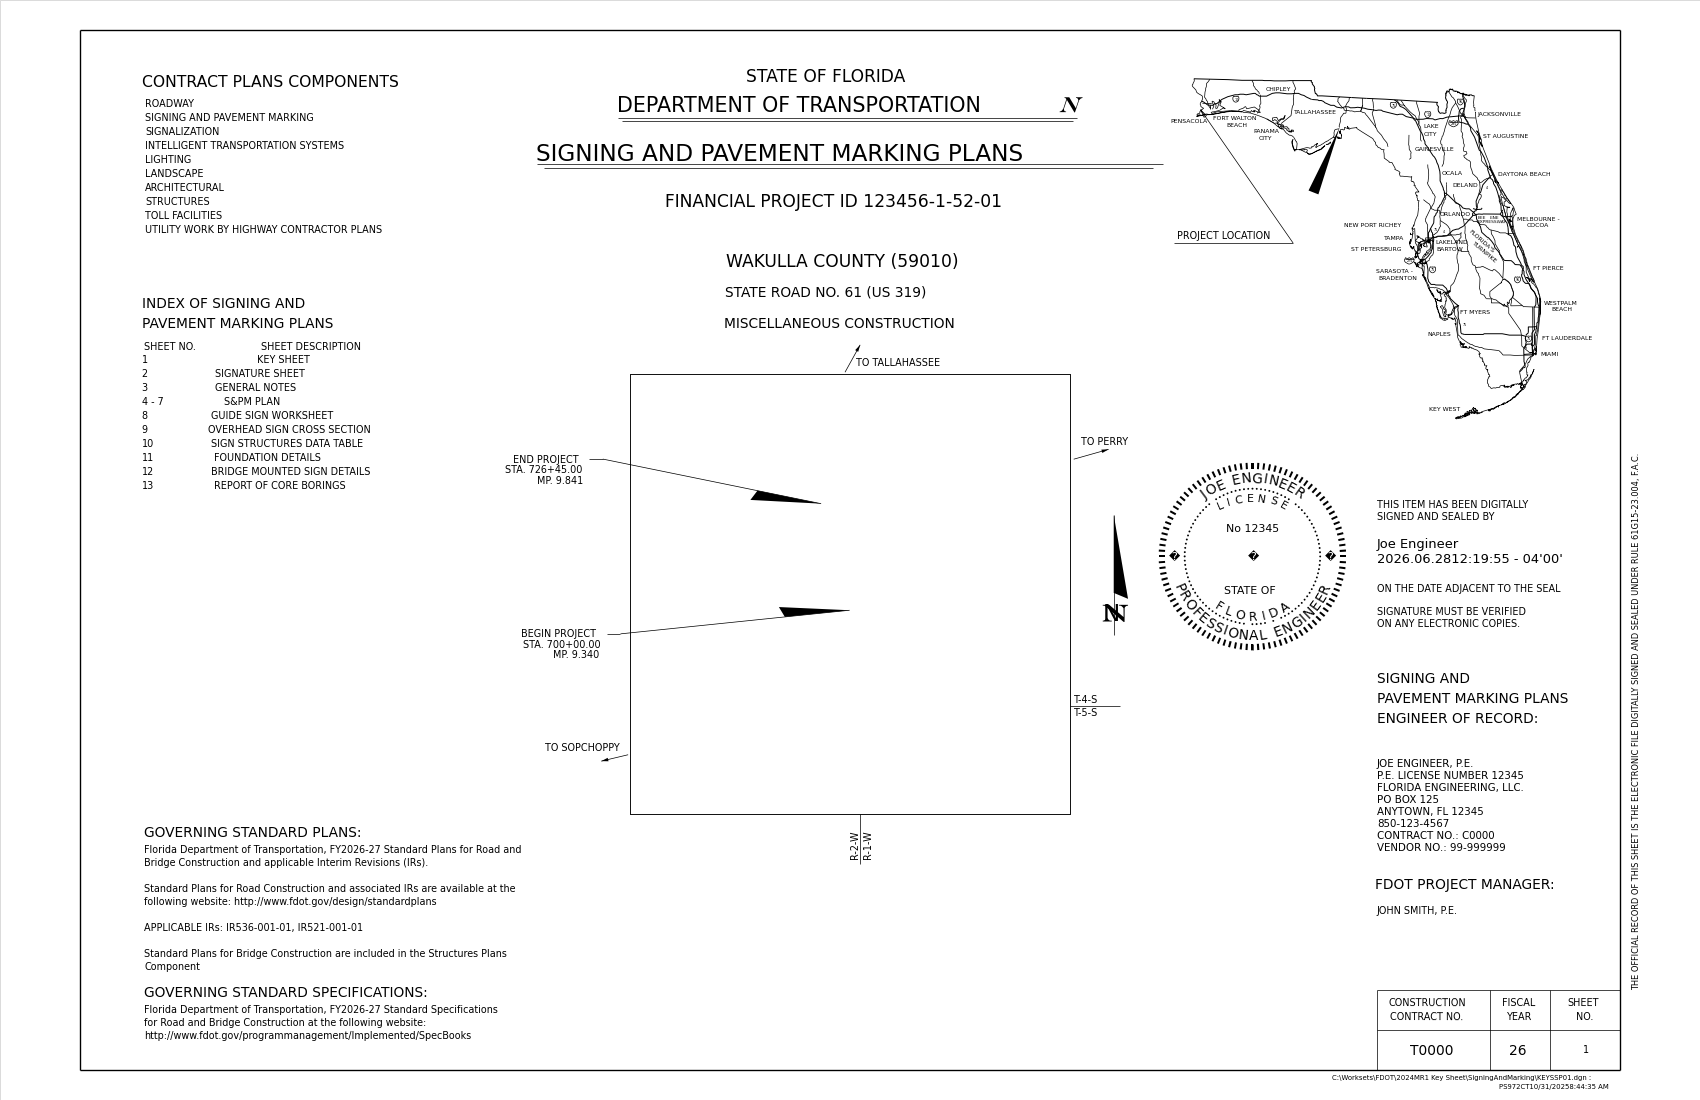 CONTRACT PLANS COMPONENTS
ROADWAY
SIGNING AND PAVEMENT MARKING
SIGNALIZATION
INTELLIGENT TRANSPORTATION SYSTEMS
LIGHTING
LANDSCAPE
ARCHITECTURAL
STRUCTURES
TOLL FACILITIES
UTILITY WORK BY HIGHWAY CONTRACTOR PLANS
INDEX OF SIGNING AND
PAVEMENT MARKING PLANS
SHEET NO. SHEET DESCRIPTION
1 KEY SHEET
2 SIGNATURE SHEET
3 GENERAL NOTES
4 - 7 S&PM PLAN
8 GUIDE SIGN WORKSHEET
9 OVERHEAD SIGN CROSS SECTION
10 SIGN STRUCTURES DATA TABLE
11 FOUNDATION DETAILS
12 BRIDGE MOUNTED SIGN DETAILS
13 REPORT OF CORE BORINGS
GOVERNING STANDARD PLANS:
Florida Department of Transportation, FY2026-27 Standard Plans for Road and
Bridge Construction and applicable Interim Revisions (IRs).
Standard Plans for Road Construction and associated IRs are available at the
following website: http://www.fdot.gov/design/standardplans
APPLICABLE IRs: IR536-001-01, IR521-001-01
Standard Plans for Bridge Construction are included in the Structures Plans
Component
GOVERNING STANDARD SPECIFICATIONS:
Florida Department of Transportation, FY2026-27 Standard Specifications
for Road and Bridge Construction at the following website:
http://www.fdot.gov/programmanagement/Implemented/SpecBooks
STATE OF FLORIDA
DEPARTMENT OF TRANSPORTATION
N
SIGNING AND PAVEMENT MARKING PLANS
FINANCIAL PROJECT ID 123456-1-52-01
WAKULLA COUNTY (59010)
STATE ROAD NO. 61 (US 319)
MISCELLANEOUS CONSTRUCTION
TO TALLAHASSEE
TO PERRY
END PROJECT
STA. 726+45.00
MP. 9.841
BEGIN PROJECT
STA. 700+00.00
MP. 9.340
T-4-S
T-5-S
TO SOPCHOPPY
R-2-W
R-1-W
N
PROJECT LOCATION
CHIPLEY
PENSACOLA
FORT WALTON
BEACH
PANAMA
CITY
TALLAHASSEE
LAKE
CITY
JACKSONVILLE
ST AUGUSTINE
GAINESVILLE
OCALA
DELAND
DAYTONA BEACH
ORLANDO
MELBOURNE -
COCOA
NEW PORT RICHEY
TAMPA
ST PETERSBURG
LAKELAND
BARTOW
FLORIDA'S
TURNPIKE
SARASOTA -
BRADENTON
FT PIERCE
WESTPALM
BEACH
FT MYERS
NAPLES
FT LAUDERDALE
MIAMI
KEY WEST
JOE ENGINEER
LICENSE
No 12345
STATE OF
FLORIDA
PROFESSIONAL ENGINEER
THIS ITEM HAS BEEN DIGITALLY
SIGNED AND SEALED BY
Joe Engineer
2026.06.2812:19:55 - 04'00'
ON THE DATE ADJACENT TO THE SEAL
SIGNATURE MUST BE VERIFIED
ON ANY ELECTRONIC COPIES.
SIGNING AND
PAVEMENT MARKING PLANS
ENGINEER OF RECORD:
JOE ENGINEER, P.E.
P.E. LICENSE NUMBER 12345
FLORIDA ENGINEERING, LLC.
PO BOX 125
ANYTOWN, FL 12345
850-123-4567
CONTRACT NO.: C0000
VENDOR NO.: 99-999999
FDOT PROJECT MANAGER:
JOHN SMITH, P.E.
CONSTRUCTION
CONTRACT NO.
FISCAL
YEAR
SHEET
NO.
T0000 26 1
THE OFFICIAL RECORD OF THIS SHEET IS THE ELECTRONIC FILE DIGITALLY SIGNED AND SEALED UNDER RULE 61G15-23.004, F.A.C.
C:\Worksets\FDOT\2024MR1 Key Sheet\SigningAndMarking\KEYSSP01.dgn :
PS972CT10/31/20258:44:35 AM